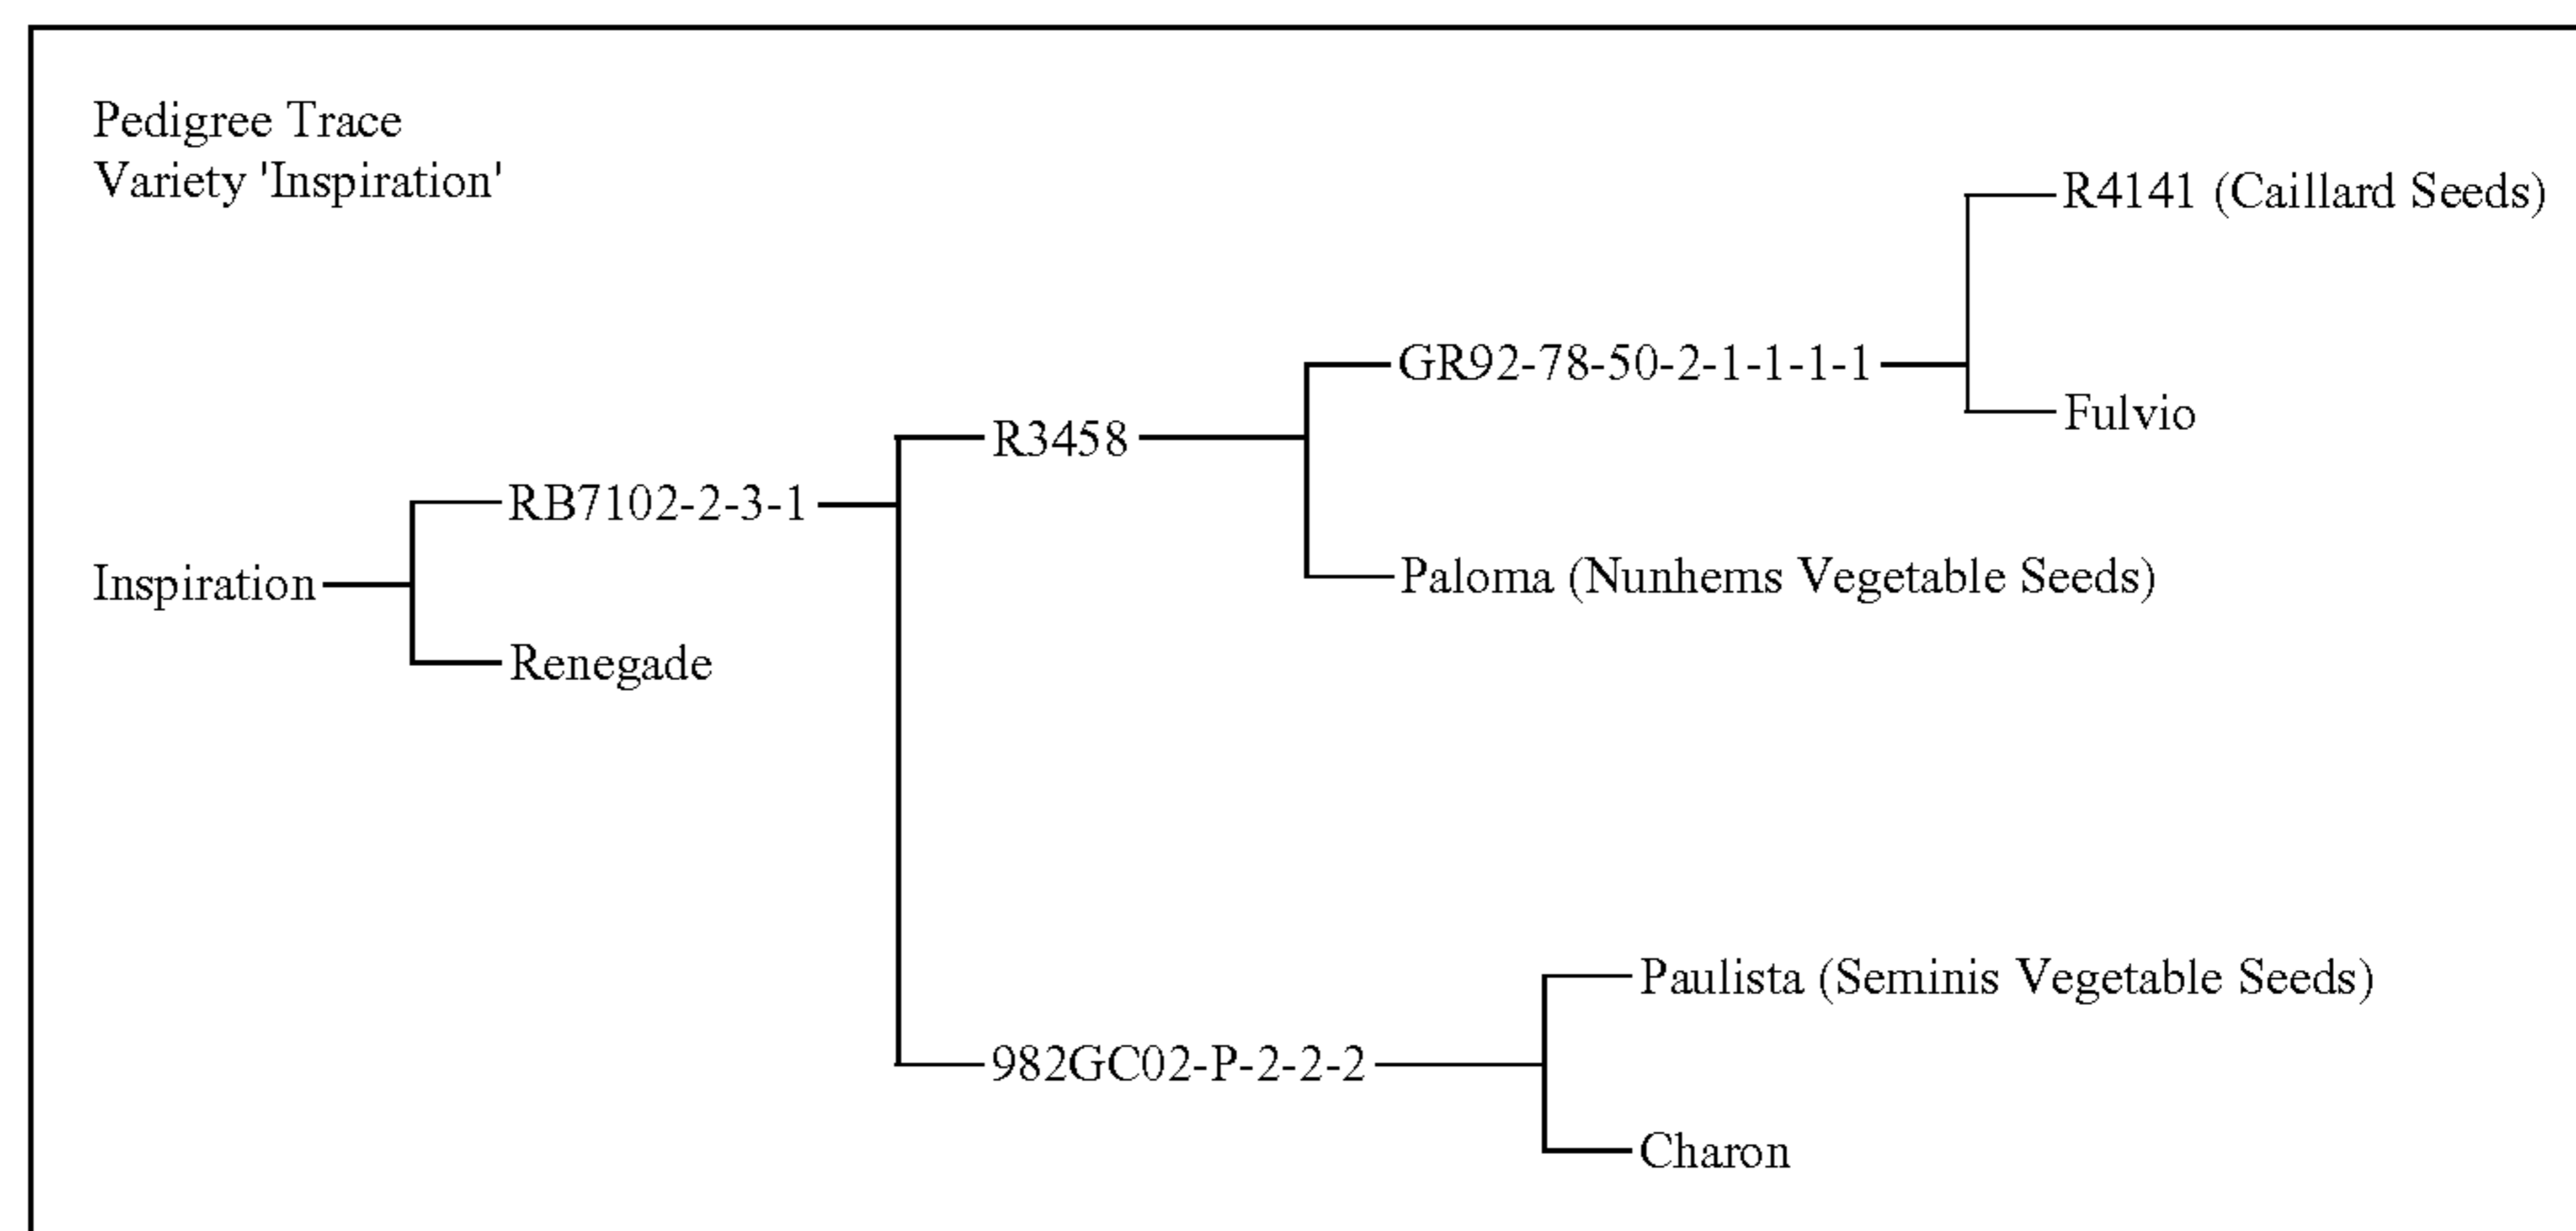 Pedigree Trace
Variety 'Inspiration'
R4141 (Caillard Seeds)
GR92-78-50-2-1-1-1-1
Fulvio
R3458
RB7102-2-3-1
Paloma (Nunhems Vegetable Seeds)
Inspiration
Renegade
Paulista (Seminis Vegetable Seeds)
982GC02-P-2-2-2
Charon